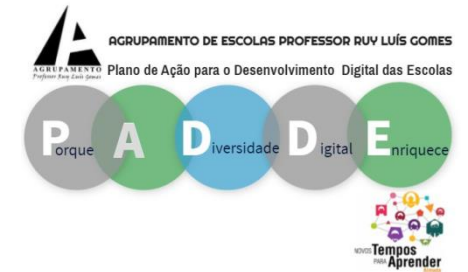 AGRUPAMENTO DE ESCOLAS PROFESSOR RUY LUÍS GOMES
AGRUPAMENTO
Professor Ruy Luís Gomes
Plano de Ação para o Desenvolvimento Digital das Escolas
Porque A Diversidade Digital Enriquece
NOVOS Tempos
PARA Aprender